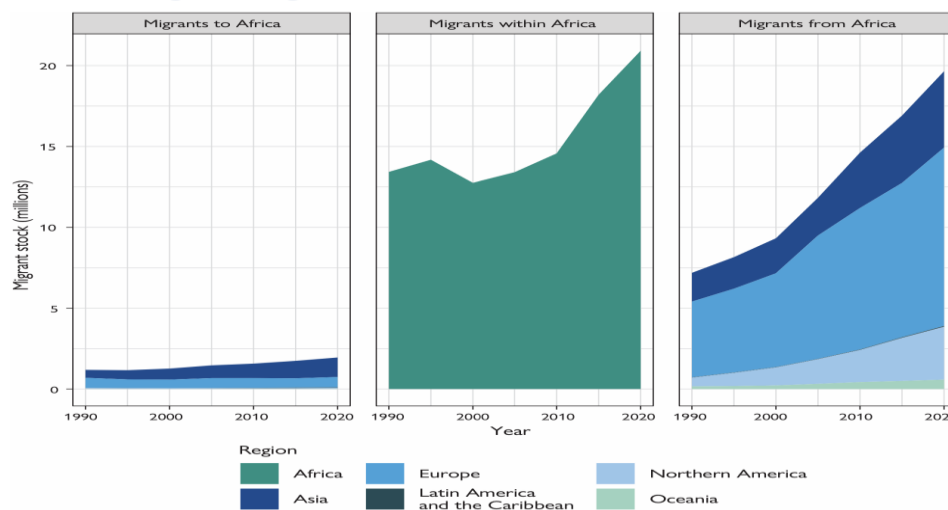 Migrants to Africa
Migrants within Africa
Migrants from Africa
Migrant stock (millions)
20
15
10
5
0
1990
2000
2010
2020
1990
2000
2010
2020
1990
2000
2010
2020
Year
Region
Africa
Europe
Northern America
Asia
Latin America
and the Caribbean
Oceania